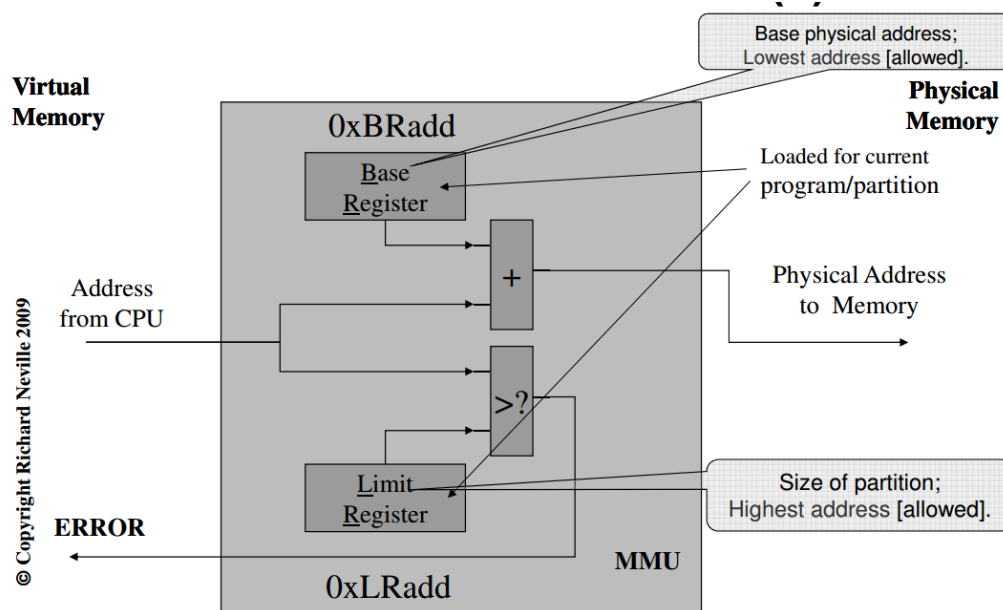 Base physical address;
Lowest address [allowed].
Virtual
Memory
Physical
Memory
0xBRadd
Base
Register
Loaded for current
program/partition
+
Address
from CPU
Physical Address
to Memory
>?
Limit
Register
Size of partition;
Highest address [allowed].
ERROR
MMU
0xLRadd
© Copyright Richard Neville 2009